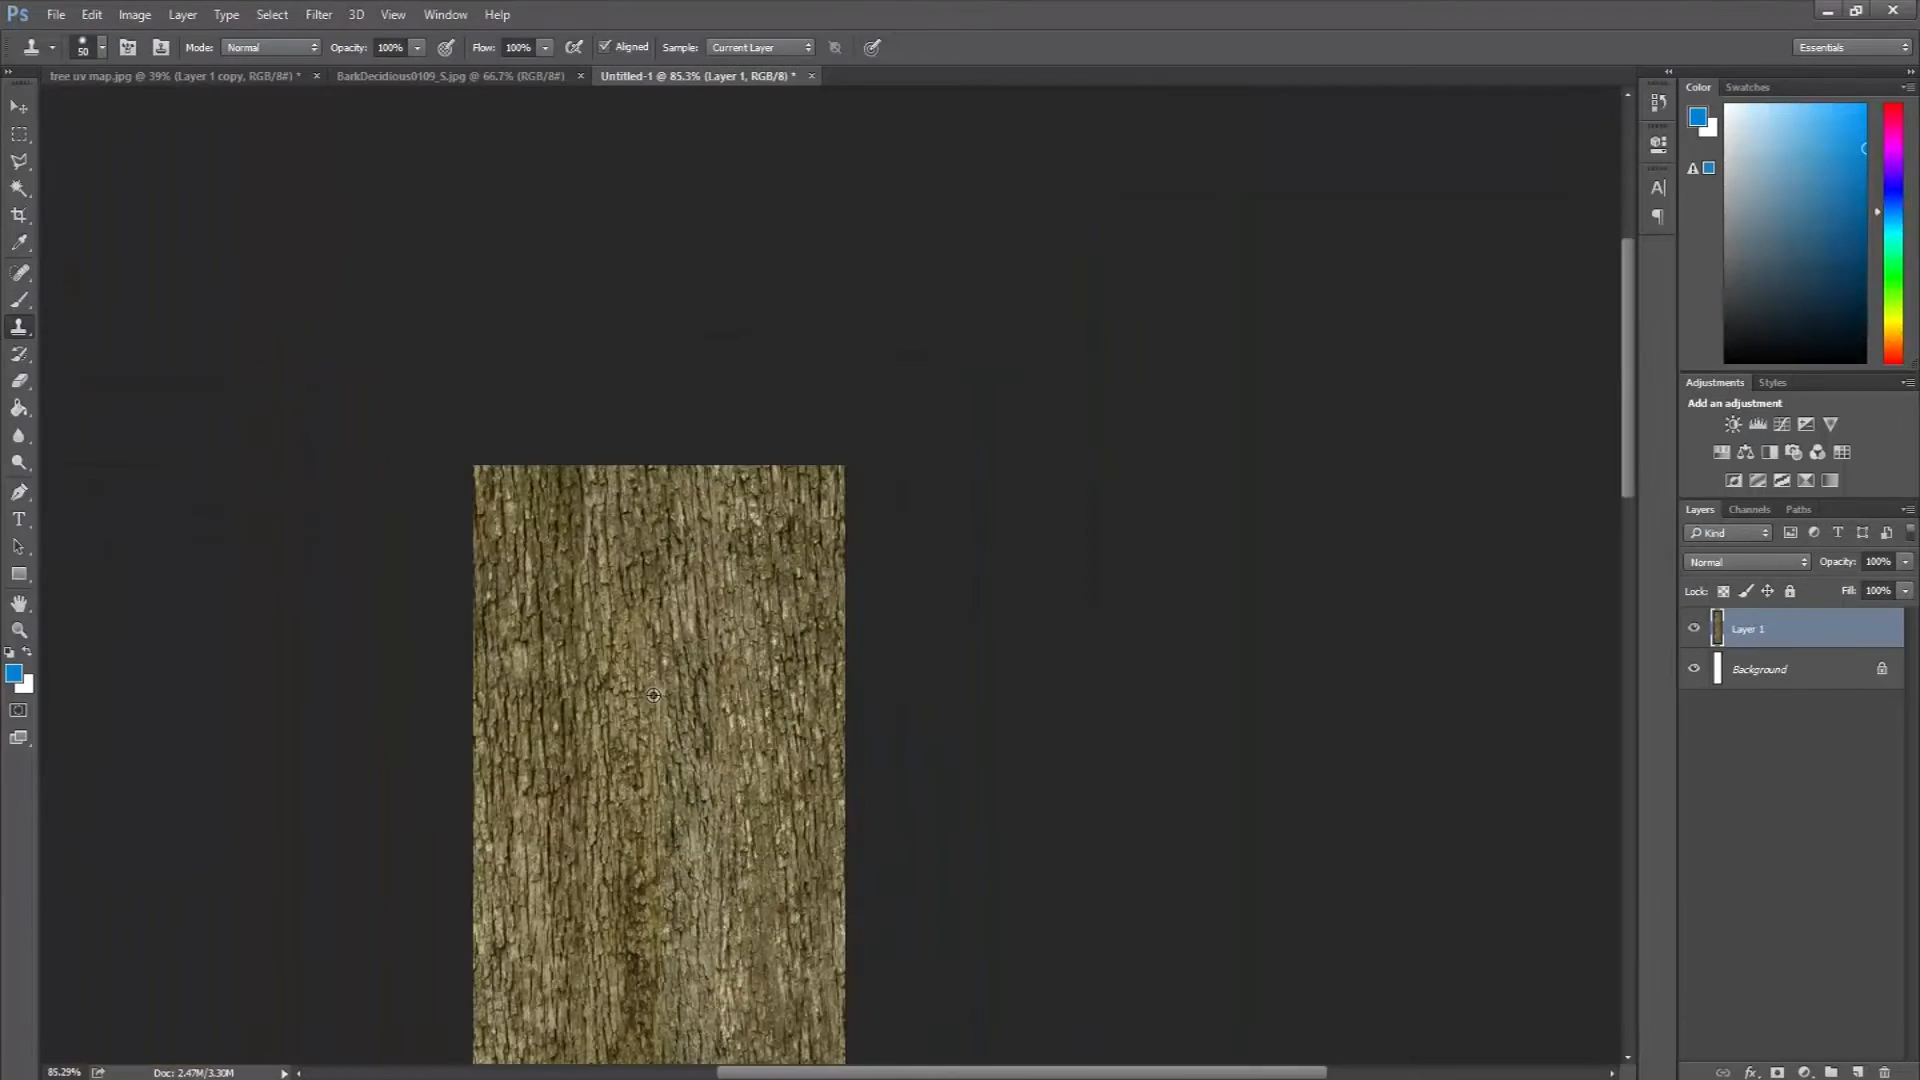 Ps File Edit Image Layer Type Select Filter 3D View Window Help
50 Mode: Normal Opacity: 100% Flow: 100% Aligned Sample: Current Layer Essentials
tree uv map.jpg @ 39% (Layer 1 copy, RGB/8#) * × BarkDecidious0109_S.jpg @ 66.7% (RGB/8#) × Untitled-1 @ 85.3% (Layer 1, RGB/8) * ×
Color Swatches
Adjustments Styles
Add an adjustment
Layers Channels Paths
Kind
Normal Opacity: 100%
Lock: Fill: 100%
Layer 1
Background
85.29% Doc: 2.47M/3.30M